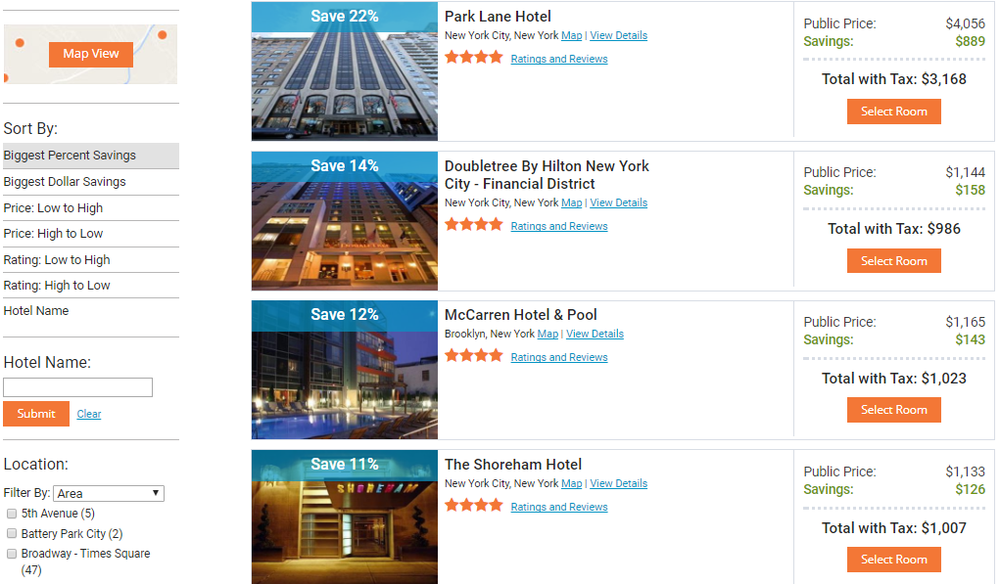 Map View
Sort By:
Biggest Percent Savings
Biggest Dollar Savings
Price: Low to High
Price: High to Low
Rating: Low to High
Rating: High to Low
Hotel Name
Hotel Name:
Submit Clear
Location:
Filter By: Area
5th Avenue (5)
Battery Park City (2)
Broadway - Times Square
(47)
Save 22%
Park Lane Hotel
New York City, New York Map | View Details
Ratings and Reviews
Public Price: $4,056
Savings: $889
Total with Tax: $3,168
Select Room
Save 14%
Doubletree By Hilton New York
City - Financial District
New York City, New York Map | View Details
Ratings and Reviews
Public Price: $1,144
Savings: $158
Total with Tax: $986
Select Room
Save 12%
McCarren Hotel & Pool
Brooklyn, New York Map | View Details
Ratings and Reviews
Public Price: $1,165
Savings: $143
Total with Tax: $1,023
Select Room
Save 11%
SHOREHAM
The Shoreham Hotel
New York City, New York Map | View Details
Ratings and Reviews
Public Price: $1,133
Savings: $126
Total with Tax: $1,007
Select Room